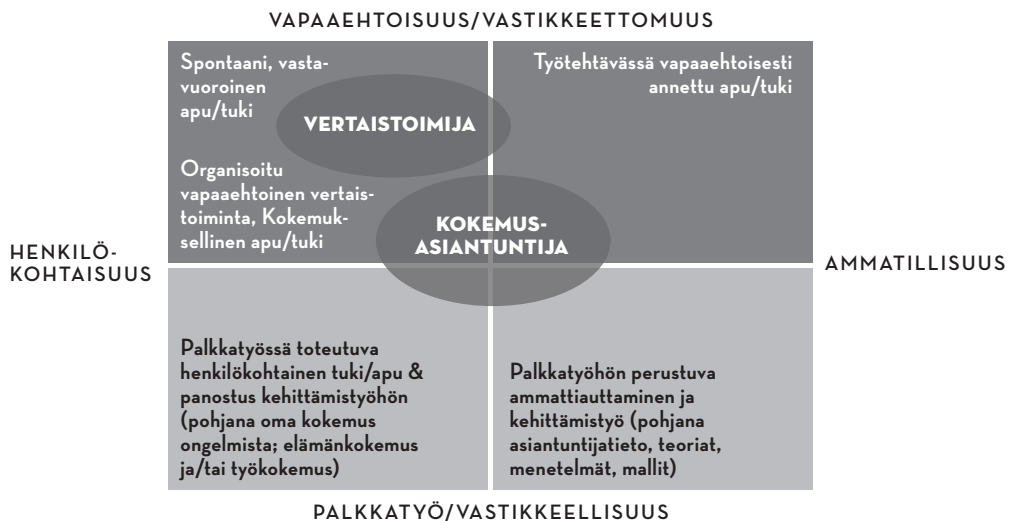 VAPAAEHTOISUUS/VASTIKKEETTOMUUS
Spontaani, vasta-
vuoroinen
apu/tuki
VERTAISTOIMIJA
Organisoitu
vapaaehtoinen vertais-
toiminta, Kokemuk-
sellinen apu/tuki
Työtehtävässä vapaaehtoisesti
annettu apu/tuki
KOKEMUS-
ASIANTUNTIJA
HENKILÖ-
KOHTAISUUS
AMMATILLISUUS
Palkkatyössä toteutuva
henkilökohtainen tuki/apu &
panostus kehittämistyöhön
(pohjana oma kokemus
ongelmista; elämänkokemus
ja/tai työkokemus)
Palkkatyöhön perustuva
ammattiauttaminen ja
kehittämistyö (pohjana
asiantuntijatieto, teoriat,
menetelmät, mallit)
PALKKATYÖ/VASTIKKEELLISUUS